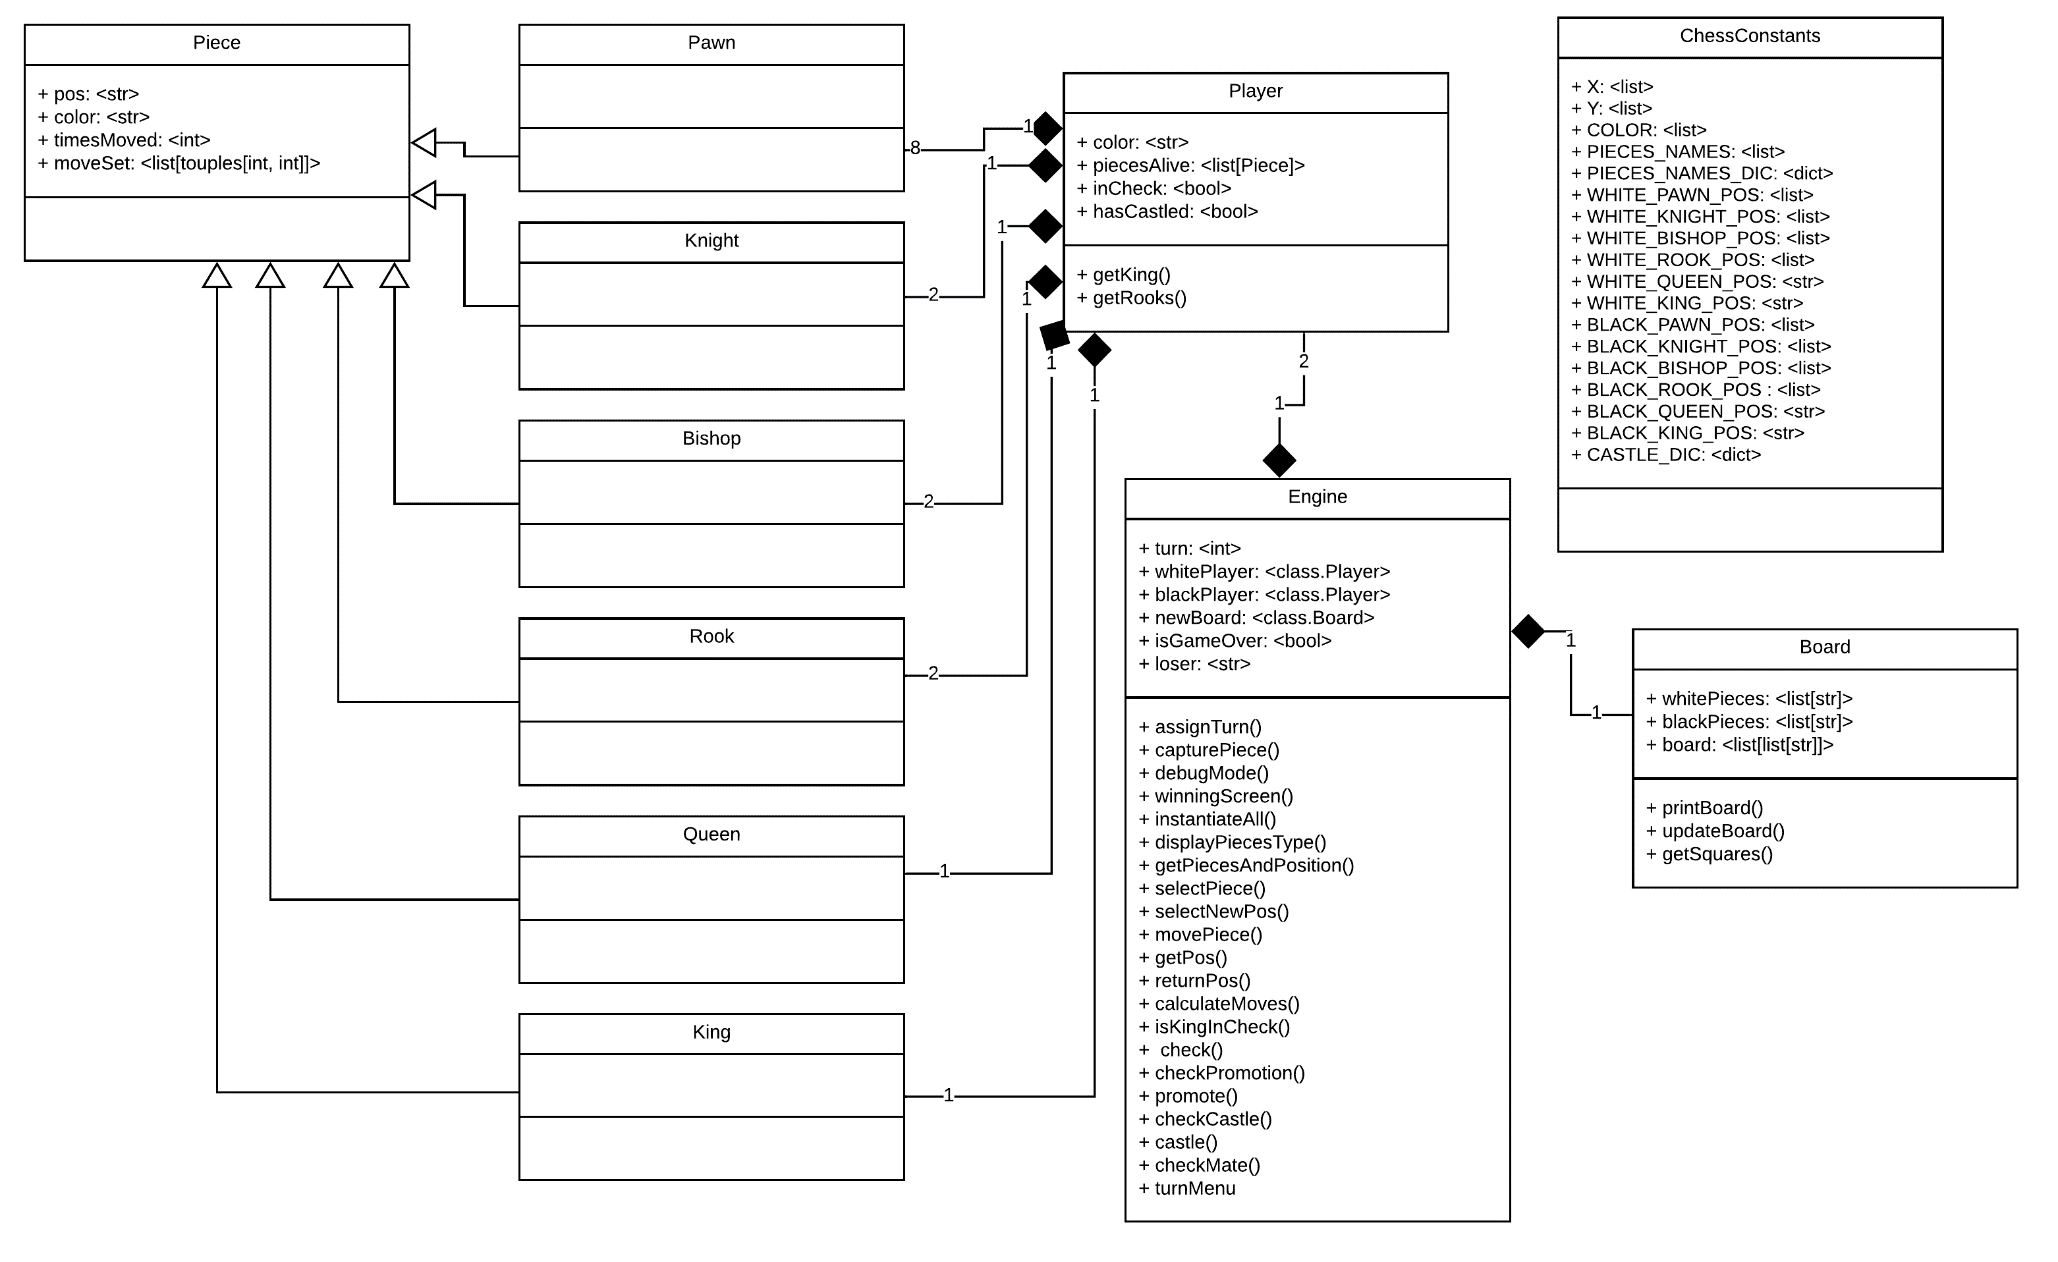 Piece
+ pos: <str>
+ color: <str>
+ timesMoved: <int>
+ moveSet: <list[touples[int, int]]>
Pawn
8
1
Knight
2
1
Bishop
2
1
Rook
2
1
Queen
1
1
King
1
1
Player
+ color: <str>
+ piecesAlive: <list[Piece]>
+ inCheck: <bool>
+ hasCastled: <bool>
+ getKing()
+ getRooks()
2
1
Engine
+ turn: <int>
+ whitePlayer: <class.Player>
+ blackPlayer: <class.Player>
+ newBoard: <class.Board>
+ isGameOver: <bool>
+ loser: <str>
+ assignTurn()
+ capturePiece()
+ debugMode()
+ winningScreen()
+ instantiateAll()
+ displayPiecesType()
+ getPiecesAndPosition()
+ selectPiece()
+ selectNewPos()
+ movePiece()
+ getPos()
+ returnPos()
+ calculateMoves()
+ isKingInCheck()
+  check()
+ checkPromotion()
+ promote()
+ checkCastle()
+ castle()
+ checkMate()
+ turnMenu
ChessConstants
+ X: <list>
+ Y: <list>
+ COLOR: <list>
+ PIECES_NAMES: <list>
+ PIECES_NAMES_DIC: <dict>
+ WHITE_PAWN_POS: <list>
+ WHITE_KNIGHT_POS: <list>
+ WHITE_BISHOP_POS: <list>
+ WHITE_ROOK_POS: <list>
+ WHITE_QUEEN_POS: <str>
+ WHITE_KING_POS: <str>
+ BLACK_PAWN_POS: <list>
+ BLACK_KNIGHT_POS: <list>
+ BLACK_BISHOP_POS: <list>
+ BLACK_ROOK_POS : <list>
+ BLACK_QUEEN_POS: <str>
+ BLACK_KING_POS: <str>
+ CASTLE_DIC: <dict>
1
1
Board
+ whitePieces: <list[str]>
+ blackPieces: <list[str]>
+ board: <list[list[str]]>
+ printBoard()
+ updateBoard()
+ getSquares()